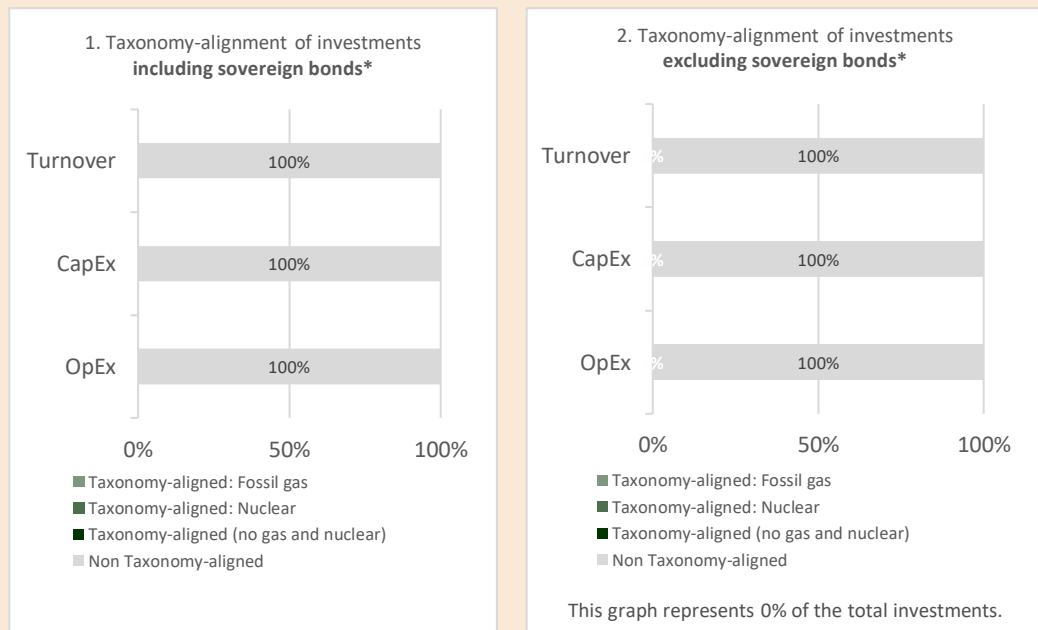 1. Taxonomy-alignment of investments
including sovereign bonds*
Turnover
100%
CapEx
100%
OpEx
100%
0% 50% 100%
Taxonomy-aligned: Fossil gas
Taxonomy-aligned: Nuclear
Taxonomy-aligned (no gas and nuclear)
Non Taxonomy-aligned
2. Taxonomy-alignment of investments
excluding sovereign bonds*
Turnover
% 100%
CapEx
% 100%
OpEx
% 100%
0% 50% 100%
Taxonomy-aligned: Fossil gas
Taxonomy-aligned: Nuclear
Taxonomy-aligned (no gas and nuclear)
Non Taxonomy-aligned
This graph represents 0% of the total investments.